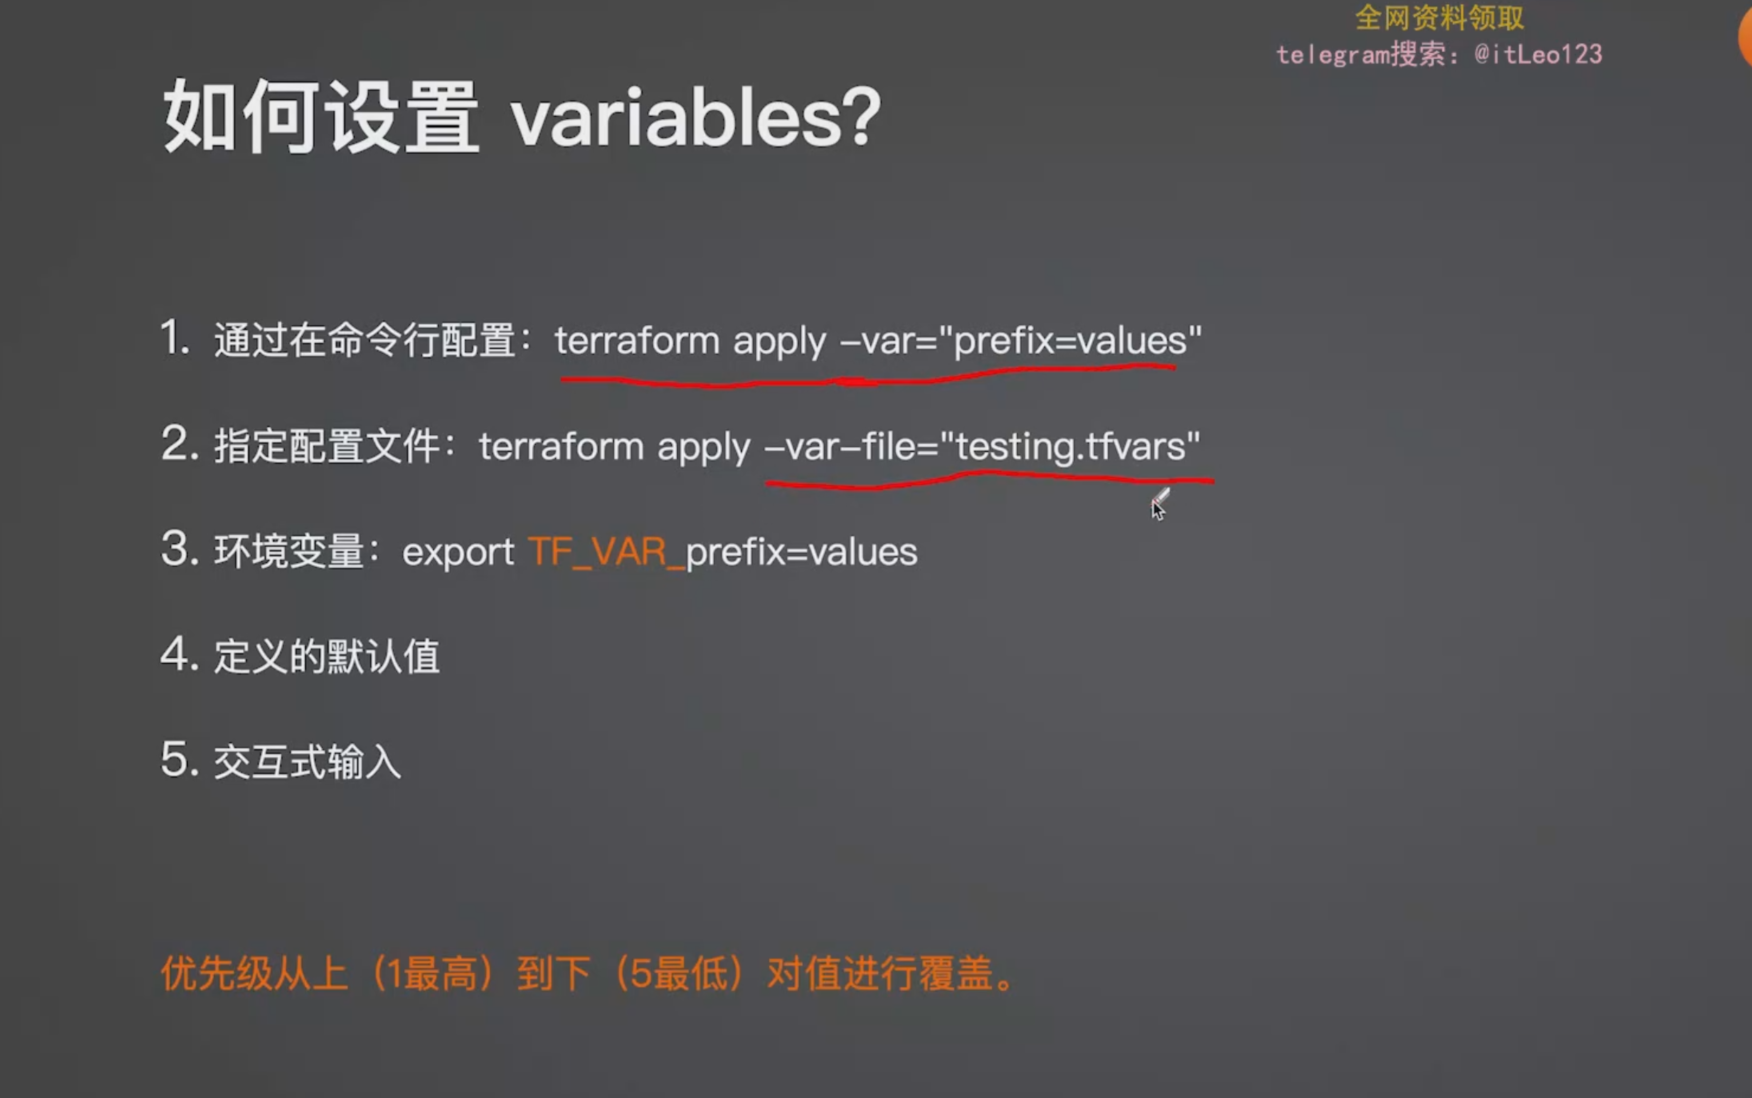 全网资料领取
telegram搜索：@itLeo123
如何设置 variables?
1. 通过在命令行配置：terraform apply –var="prefix=values"
2. 指定配置文件：terraform apply –var–file="testing.tfvars"
3. 环境变量：export TF_VAR_prefix=values
4. 定义的默认值
5. 交互式输入
优先级从上（1最高）到下（5最低）对值进行覆盖。